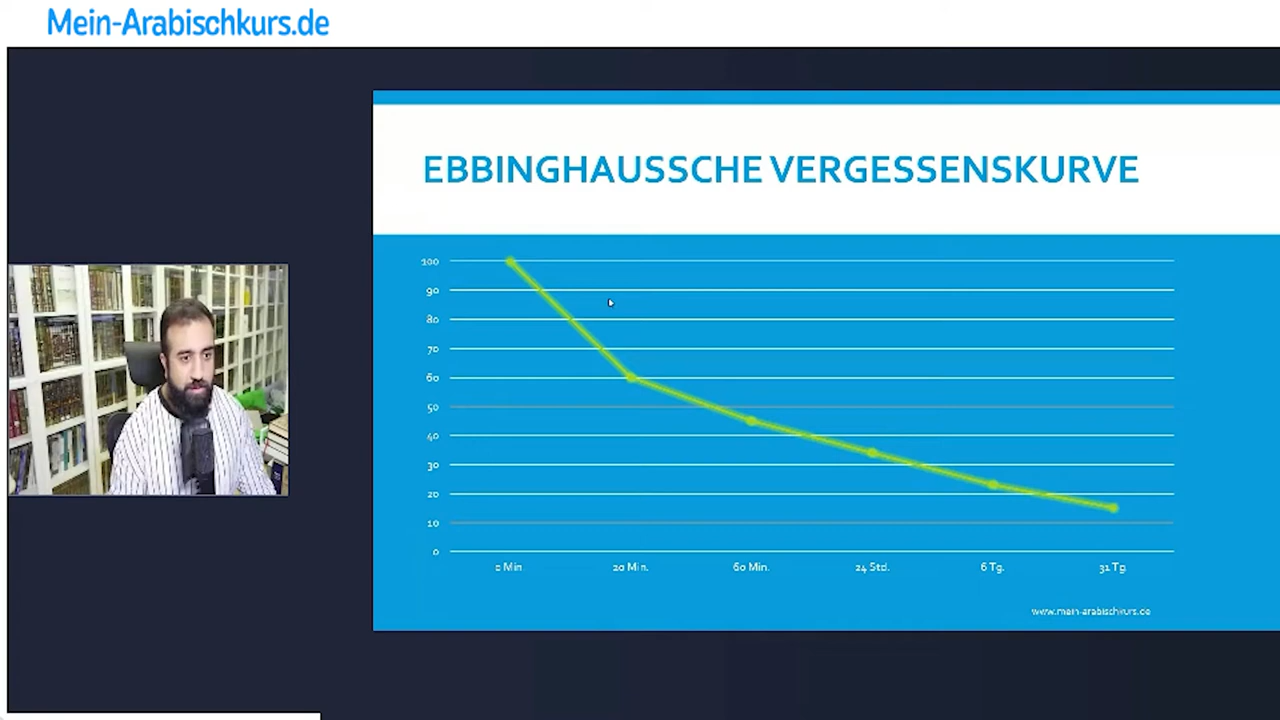 Mein-Arabischkurs.de
EBBINGHAUSSCHE VERGESSENSKURVE
100
90
80
70
60
50
40
30
20
10
0
0 Min.
20 Min.
60 Min.
24 Std.
6 Tg.
31 Tg.
www.mein-arabischkurs.de